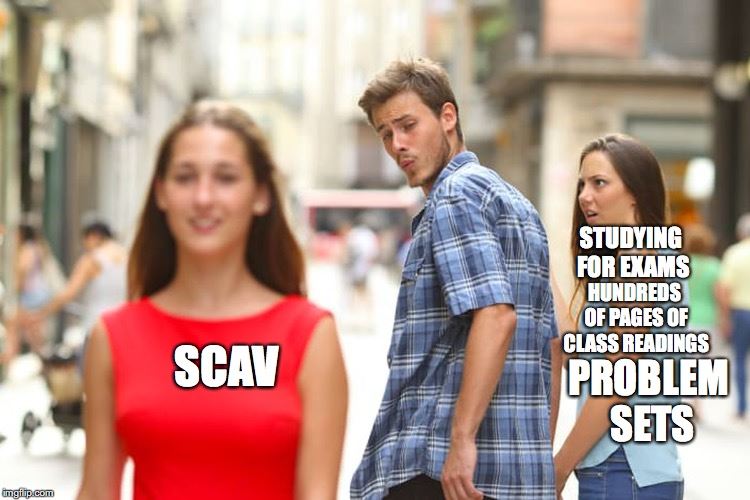 SCAV
STUDYING
FOR EXAMS
HUNDREDS
OF PAGES OF
CLASS READINGS
PROBLEM
SETS
imgflip.com